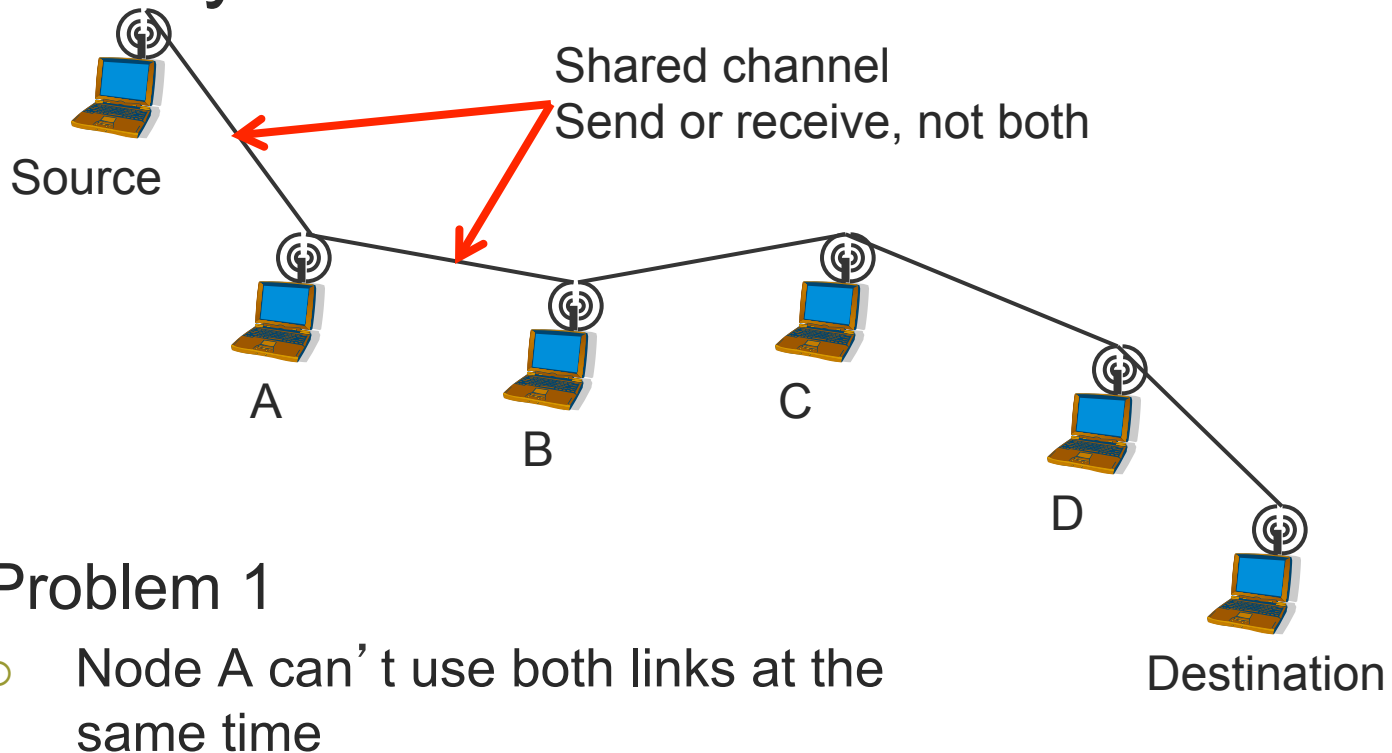 Shared channel
Send or receive, not both
Source
A
B
C
D
Destination
Problem 1
Node A can't use both links at the
same time